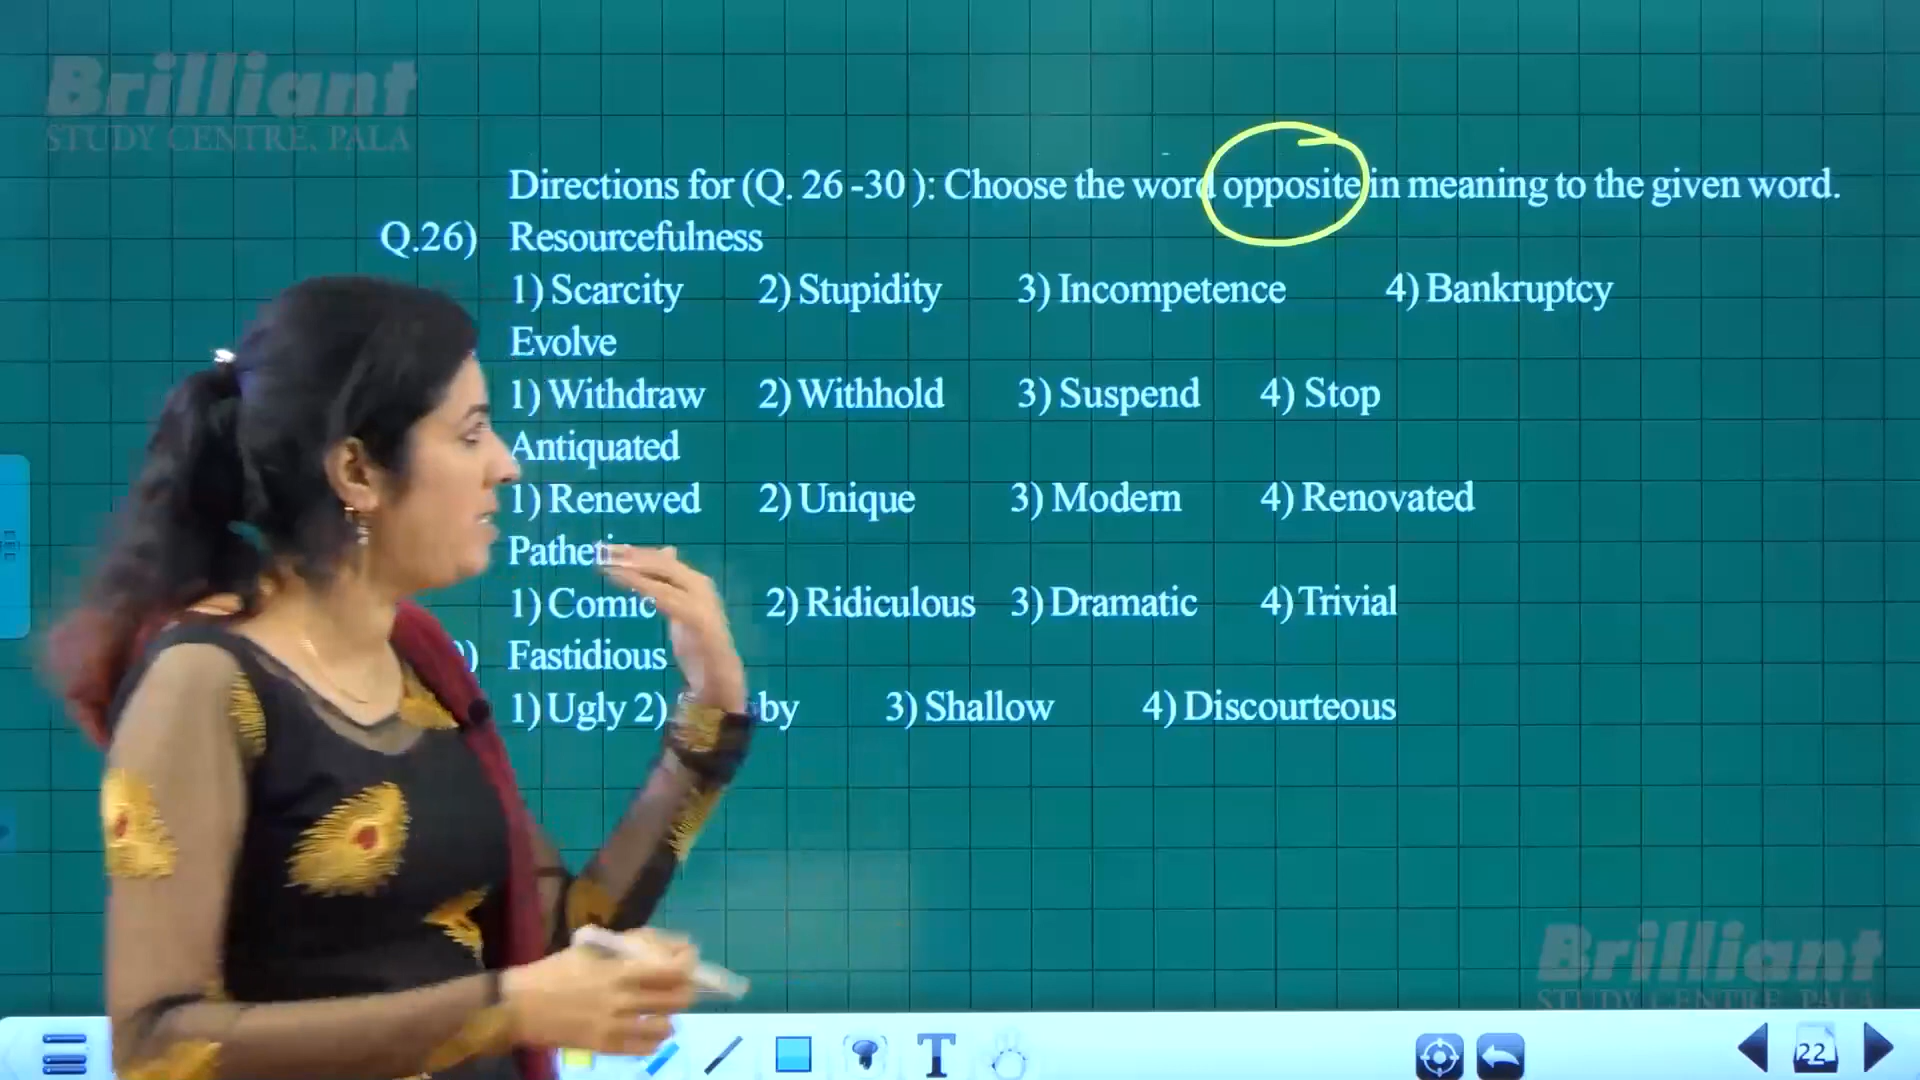 Brilliant
STUDY CENTRE, PALA
Directions for (Q. 26 -30 ): Choose the word opposite in meaning to the given word.
Q.26) Resourcefulness
1) Scarcity 2) Stupidity 3) Incompetence 4) Bankruptcy
Evolve
1) Withdraw 2) Withhold 3) Suspend 4) Stop
Antiquated
1) Renewed 2) Unique 3) Modern 4) Renovated
1) Comic 2) Ridiculous 3) Dramatic 4) Trivial
) Fastidious
1) Ugly 2) 3) Shallow 4) Discourteous
Brilliant
STUDY CENTRE, PALA
T
22